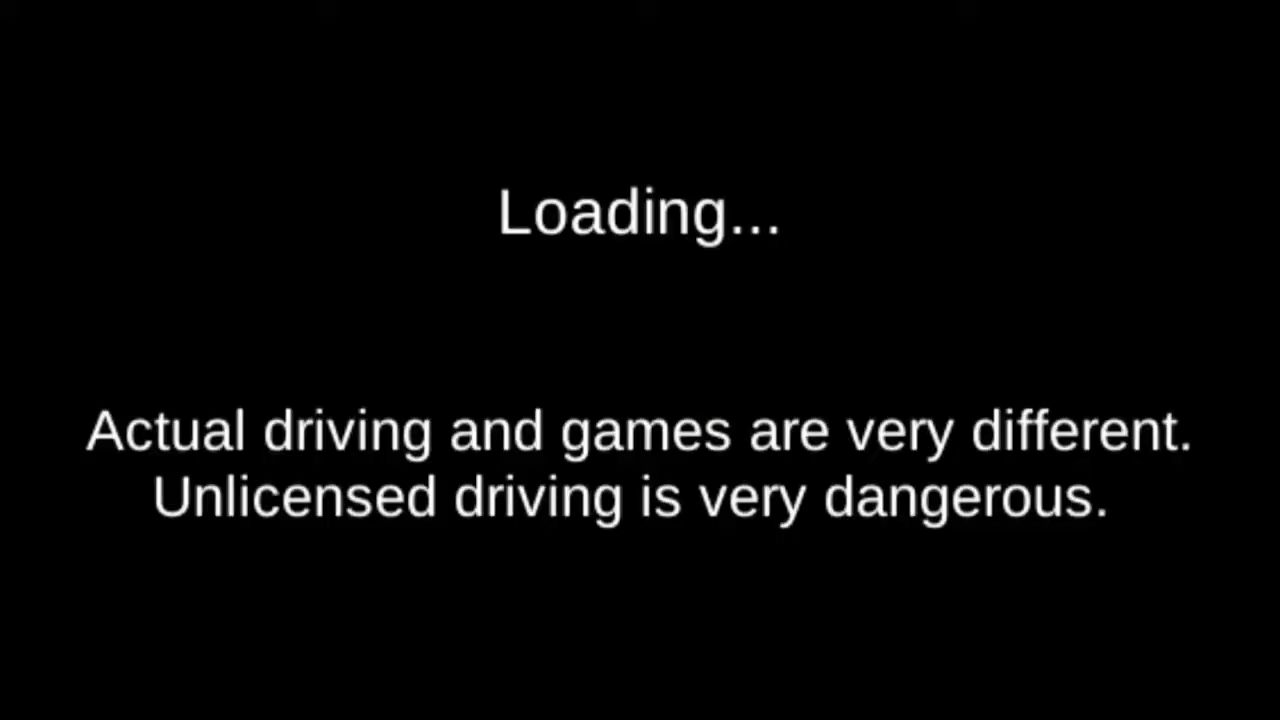 Loading...
Actual driving and games are very different.
Unlicensed driving is very dangerous.